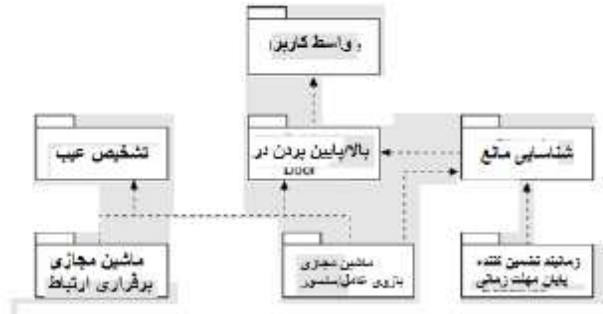 واسط کاربر
تشخیص عیب
بالا/پایین بردن در
شناسایی مانع
ماشین مجازی
برقراری ارتباط
ماشین مجازی
بازوی عامل/سنسور
زمانبند تضمین کننده
پایان مهلت زمانی